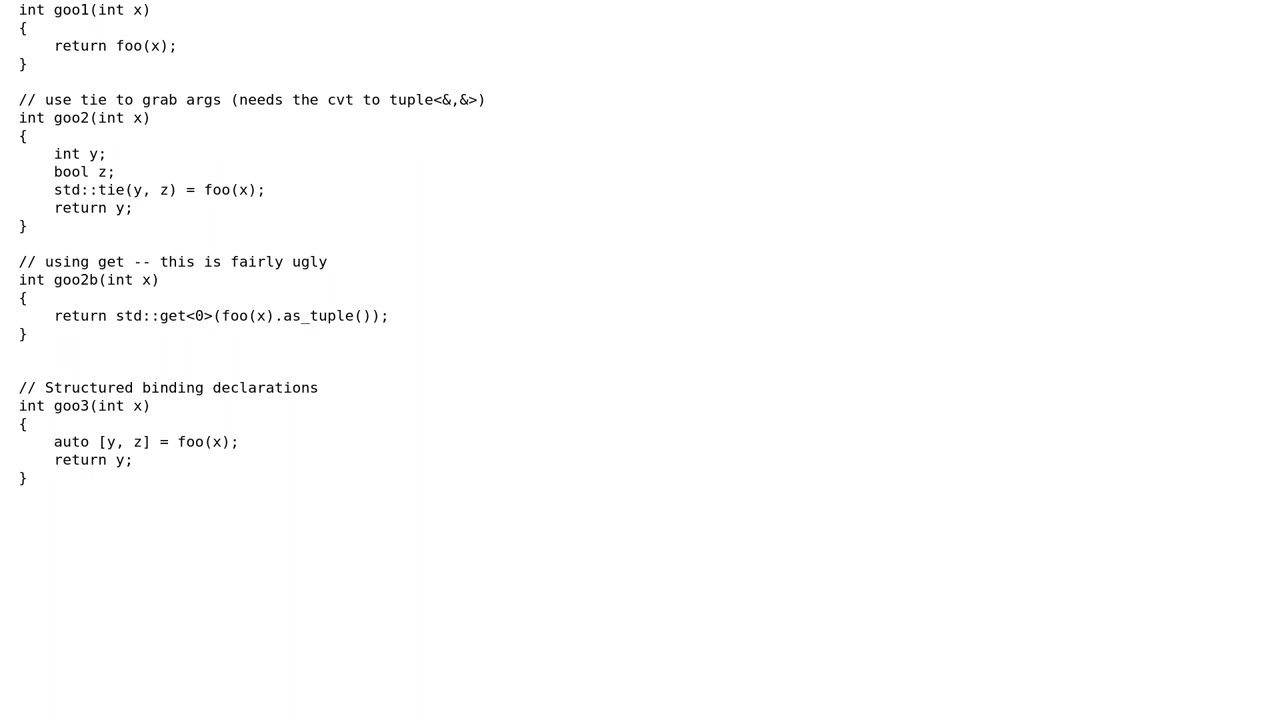 int goo1(int x)
{
    return foo(x);
}

// use tie to grab args (needs the cvt to tuple<&,&>)
int goo2(int x)
{
    int y;
    bool z;
    std::tie(y, z) = foo(x);
    return y;
}

// using get -- this is fairly ugly
int goo2b(int x)
{
    return std::get<0>(foo(x).as_tuple());
}


// Structured binding declarations
int goo3(int x)
{
    auto [y, z] = foo(x);
    return y;
}